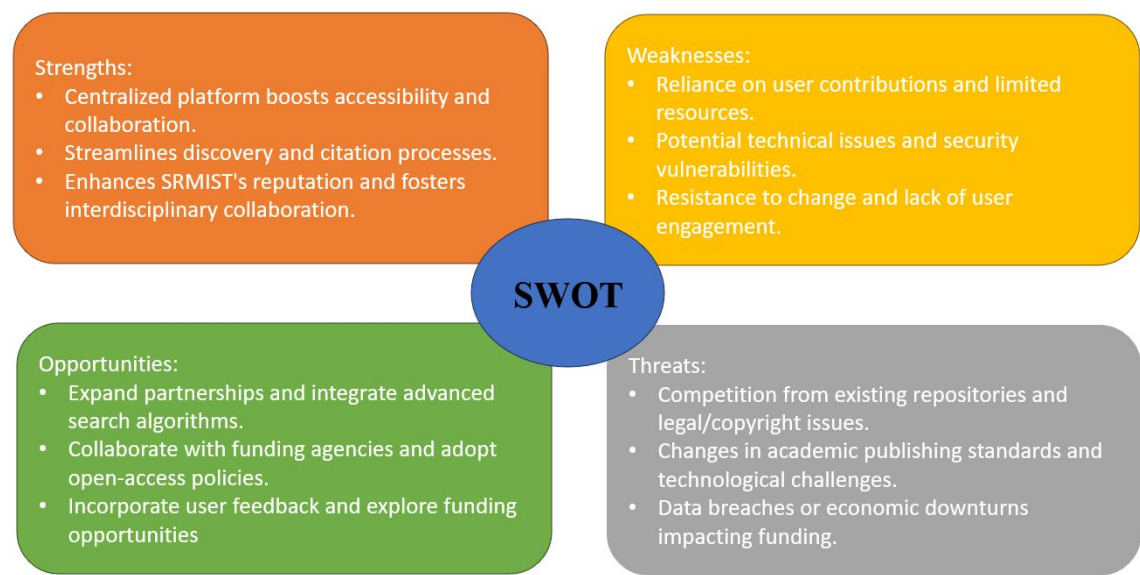 Strengths:
• Centralized platform boosts accessibility and
collaboration.
• Streamlines discovery and citation processes.
• Enhances SRMIST's reputation and fosters
interdisciplinary collaboration.
Weaknesses:
• Reliance on user contributions and limited
resources.
• Potential technical issues and security
vulnerabilities.
• Resistance to change and lack of user
engagement.
SWOT
Opportunities:
• Expand partnerships and integrate advanced
search algorithms.
• Collaborate with funding agencies and adopt
open-access policies.
• Incorporate user feedback and explore funding
opportunities
Threats:
• Competition from existing repositories and
legal/copyright issues.
• Changes in academic publishing standards and
technological challenges.
• Data breaches or economic downturns
impacting funding.